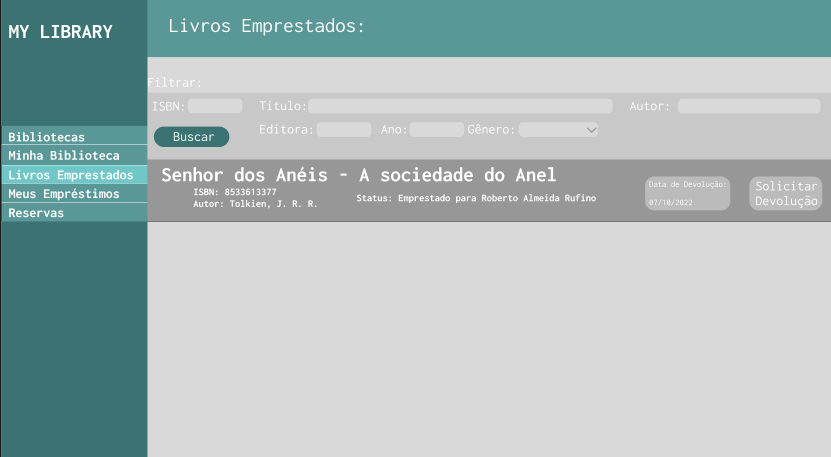 MY LIBRARY
Livros Emprestados:
Filtrar:
ISBN: Titulo: Autor:
Editora: Ano: Gênero:
Buscar
Bibliotecas
Minha Biblioteca
Livros Emprestados
Meus Empréstimos
Reservas
Senhor dos Anéis - A sociedade do Anel
ISBN: 8533613377
Autor: Tolkien, J. R. R.
Status: Emprestado para Roberto Almeida Rufino
Data de Devolução:
07/10/2022
Solicitar
Devolução